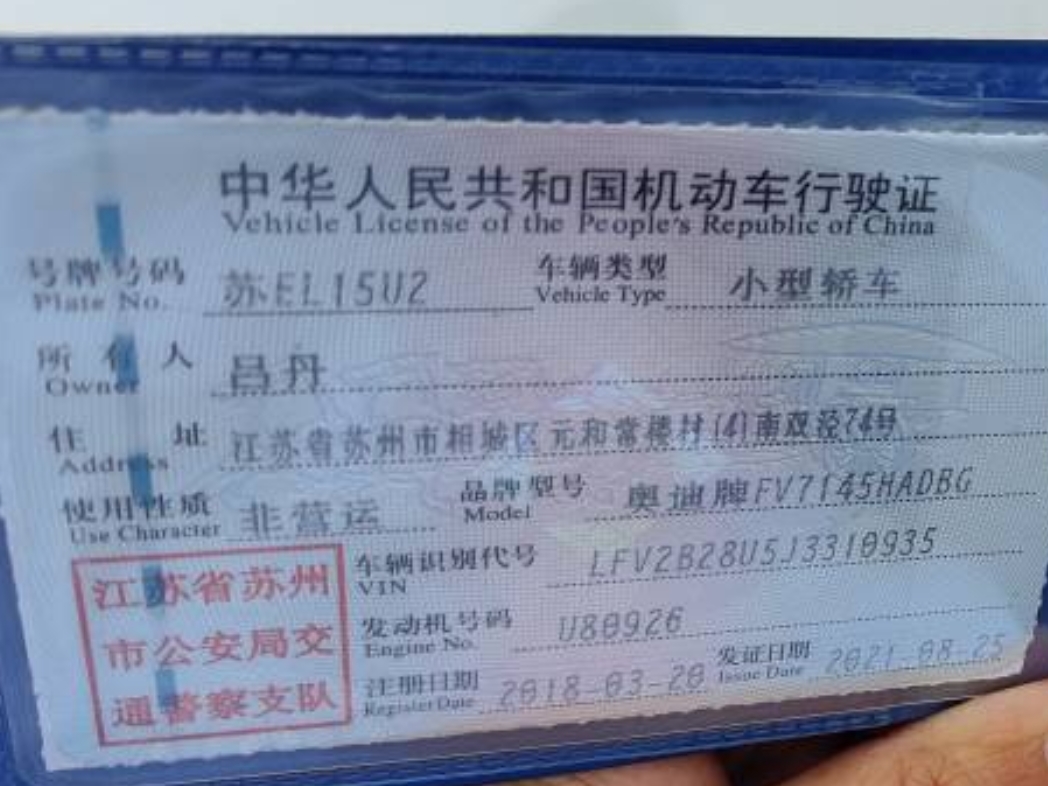 中华人民共和国机动车行驶证
Vehicle License of the People's Republic of China
号牌号码 苏EL15U2 车辆类型 小型轿车
Plate No. Vehicle Type
所有人 吕丹
Owner
住址 江苏省苏州市相城区元和常楼村(4)南双泾74号
Address
使用性质 非营运 品牌型号 奥迪牌FV7145HADBG
Use Character Model
江苏省苏州 车辆识别代号 LFV2B28U5J3310935
VIN
市公安局交 发动机号码 U80926
Engine No.
通警察支队 注册日期 2018-03-20 发证日期 2021-08-25
Register Date Issue Date